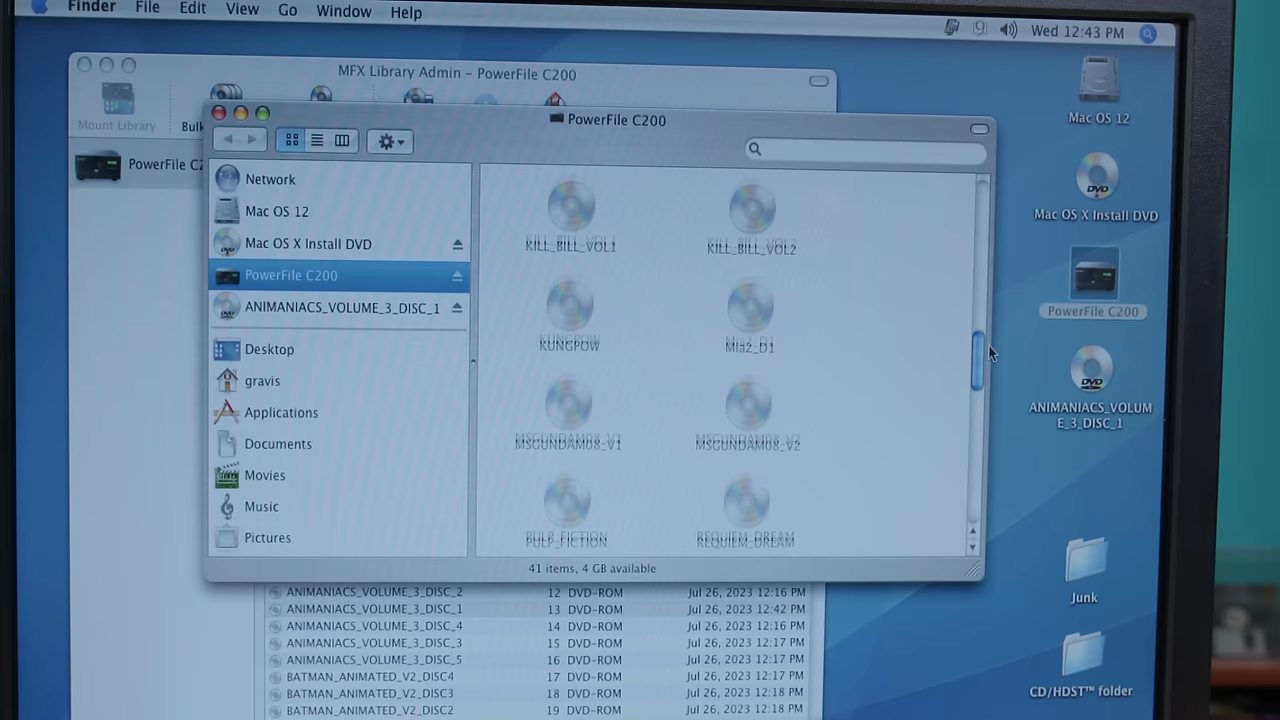 Finder File Edit View Go Window Help
Wed 12:43 PM
MFX Library Admin – PowerFile C200
Mount Library
Bulk
PowerFile C2
PowerFile C200
Network
Mac OS 12
Mac OS X Install DVD
PowerFile C200
ANIMANIACS_VOLUME_3_DISC_1
Desktop
gravis
Applications
Documents
Movies
Music
Pictures
KILL_BILL_VOL1 KILL_BILL_VOL2
KUNGPOW Mia2_D1
MSGUNDAM08_V1 MSGUNDAM08_V2
PULP_FICTION REQUIEM_DREAM
41 items, 4 GB available
ANIMANIACS_VOLUME_3_DISC_2 12 DVD-ROM Jul 26, 2023 12:16 PM
ANIMANIACS_VOLUME_3_DISC_1 13 DVD-ROM Jul 26, 2023 12:42 PM
ANIMANIACS_VOLUME_3_DISC_4 14 DVD-ROM Jul 26, 2023 12:16 PM
ANIMANIACS_VOLUME_3_DISC_3 15 DVD-ROM Jul 26, 2023 12:17 PM
ANIMANIACS_VOLUME_3_DISC_5 16 DVD-ROM Jul 26, 2023 12:17 PM
BATMAN_ANIMATED_V2_DISC4 17 DVD-ROM Jul 26, 2023 12:17 PM
BATMAN_ANIMATED_V2_DISC3 18 DVD-ROM Jul 26, 2023 12:18 PM
BATMAN_ANIMATED_V2_DISC2 19 DVD-ROM Jul 26, 2023 12:18 PM
Mac OS 12
DVD
Mac OS X Install DVD
PowerFile C200
DVD
ANIMANIACS_VOLUM
E_3_DISC_1
Junk
CD/HDST™ folder